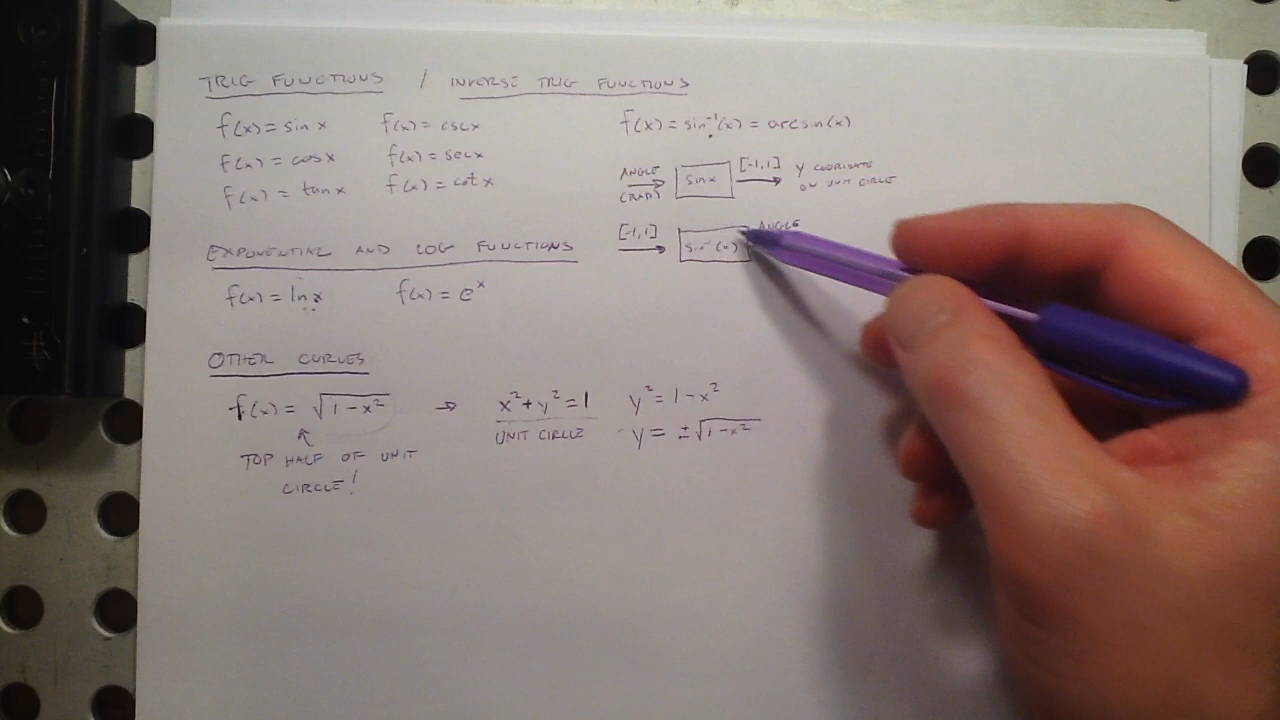 TRIG FUNCTIONS / INVERSE TRIG FUNCTIONS
f(x) = sin x f(x) = csc x
f(x) = cos x f(x) = sec x
f(x) = tan x f(x) = cot x
f(x) = sin⁻¹(x) = arcsin(x)
ANGLE (RAD) → sin x [-1,1] → Y COORDINATE
ON UNIT CIRCLE
[-1,1] → sin⁻¹(x) ANGLE
EXPONENTIAL AND LOG FUNCTIONS
f(x) = ln x f(x) = e^x
OTHER CURVES
f(x) = √(1-x²) → x²+y²=1 y² = 1-x²
UNIT CIRCLE y = ±√(1-x²)
TOP HALF OF UNIT
CIRCLE!